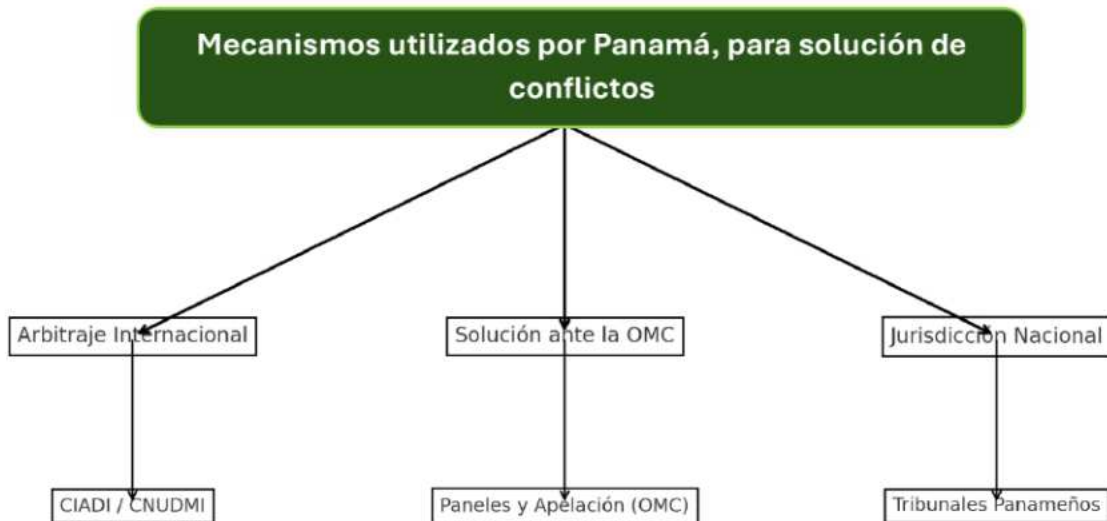 Mecanismos utilizados por Panamá, para solución de
conflictos
Arbitraje Internacional
Solución ante la OMC
Jurisdicción Nacional
CIADI / CNUDMI
Paneles y Apelación (OMC)
Tribunales Panameños